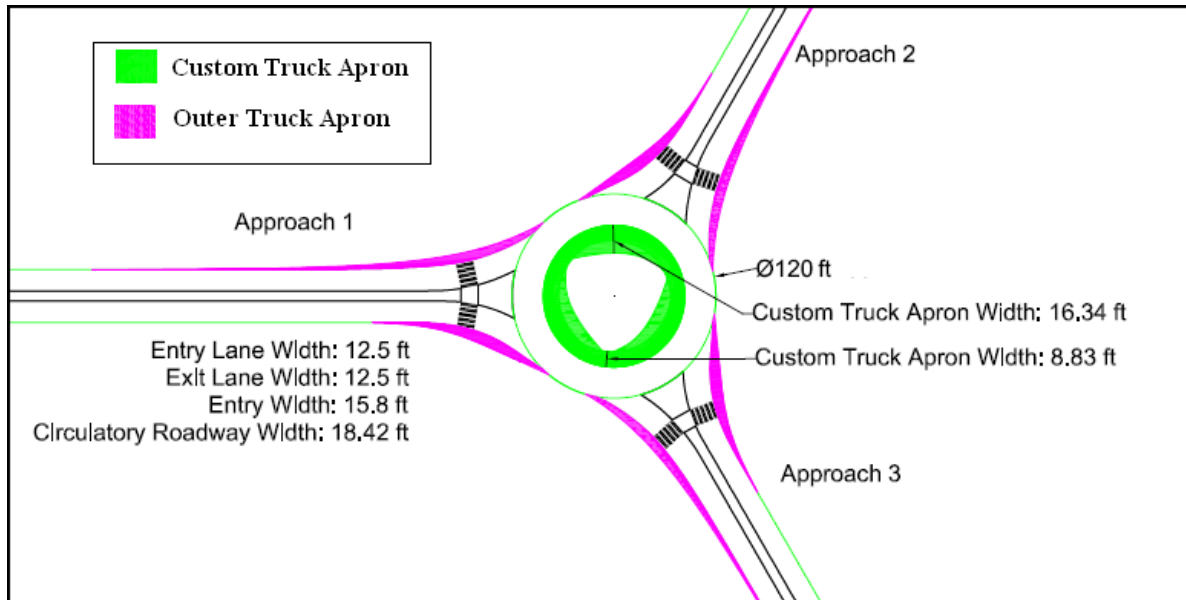 Custom Truck Apron
Outer Truck Apron
Approach 2
Approach 1
Ø120 ft
Custom Truck Apron Width: 16.34 ft
Custom Truck Apron Width: 8.83 ft
Entry Lane Width: 12.5 ft
Exit Lane Width: 12.5 ft
Entry Width: 15.8 ft
Circulatory Roadway Width: 18.42 ft
Approach 3